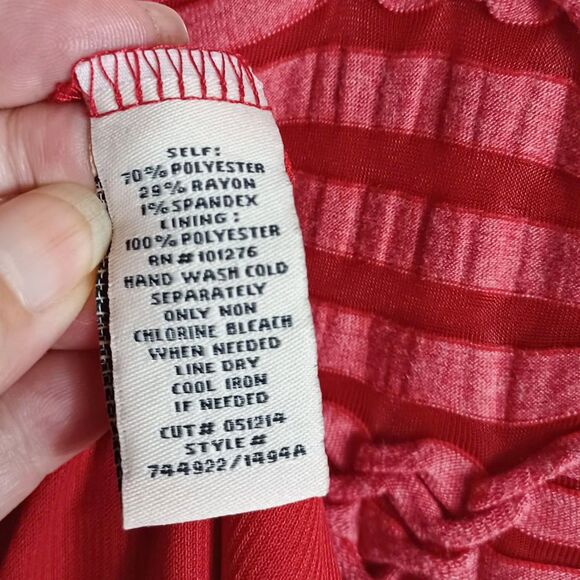 SELF:
70% POLYESTER
29% RAYON
1% SPANDEX
LINING:
100% POLYESTER
RN# 101276
HAND WASH COLD
SEPARATELY
ONLY NON
CHLORINE BLEACH
WHEN NEEDED
LINE DRY
COOL IRON
IF NEEDED
CUT# 051214
STYLE#
744922/1494A